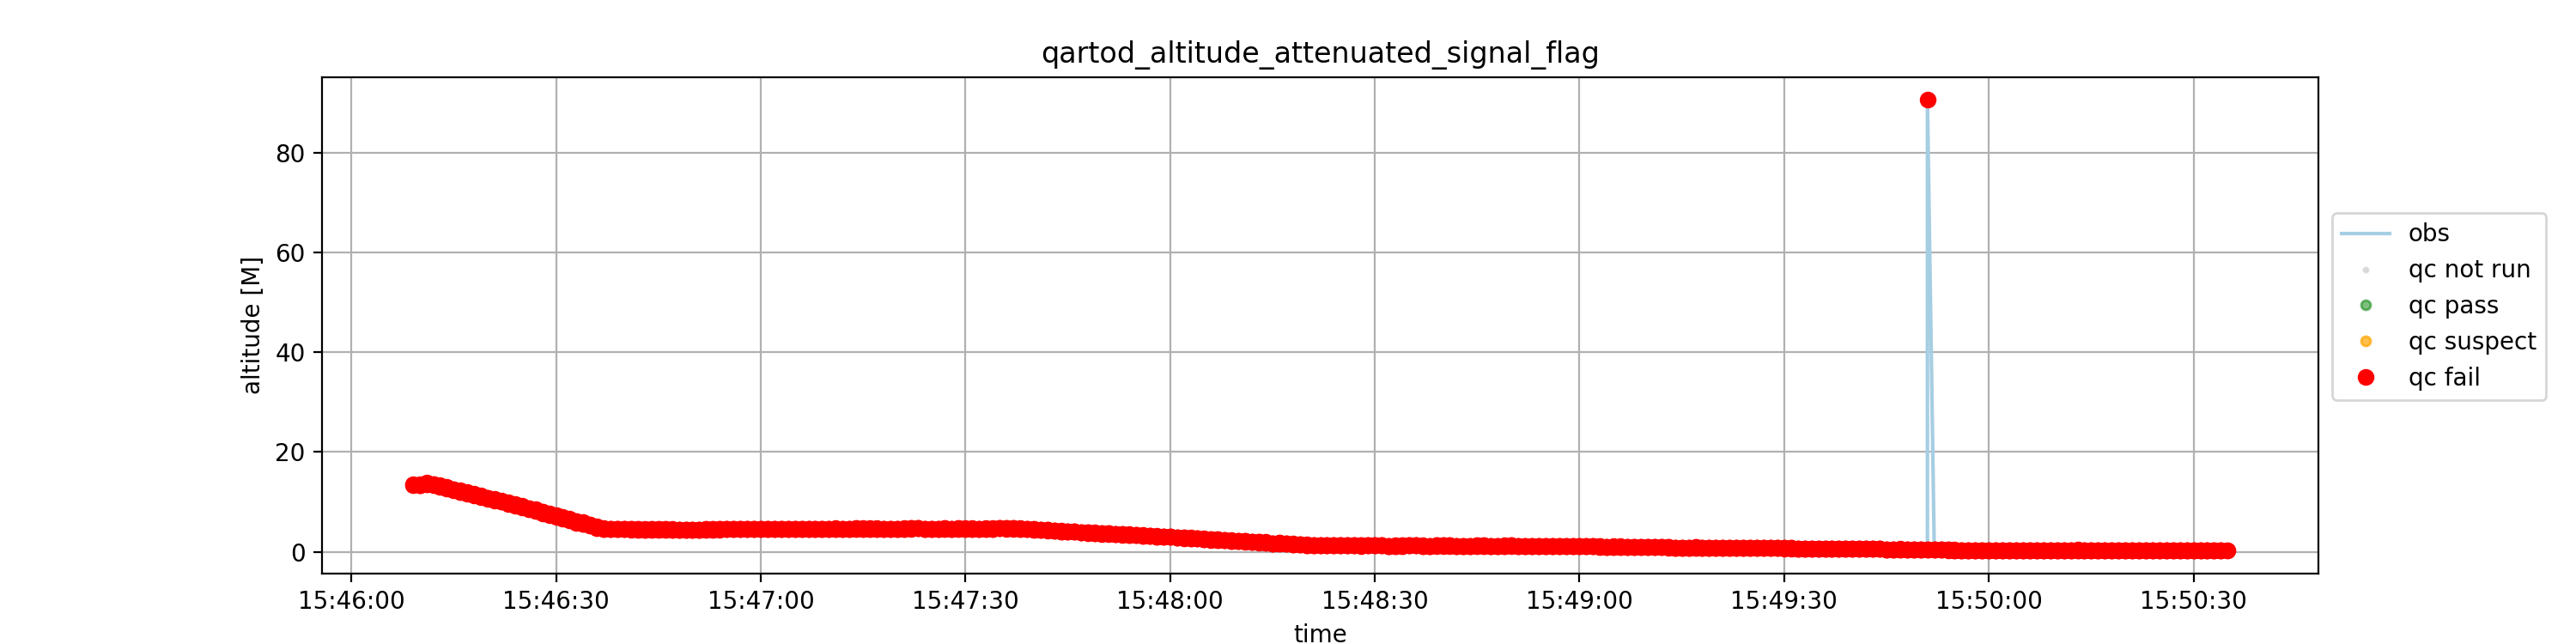 qartod_altitude_attenuated_signal_flag
80
60
40
20
0
altitude [M]
15:46:00 15:46:30 15:47:00 15:47:30 15:48:00 15:48:30 15:49:00 15:49:30 15:50:00 15:50:30
time
obs
qc not run
qc pass
qc suspect
qc fail